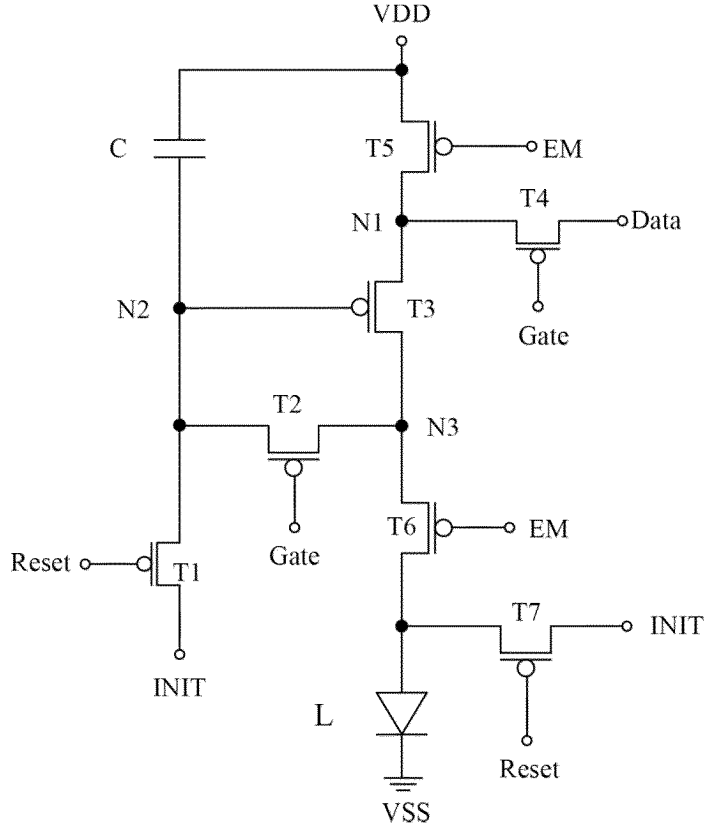 VDD
C
T5
EM
T4
N1
Data
N2
T3
Gate
T2
N3
T6
EM
Gate
Reset
T1
T7
INIT
INIT
L
Reset
VSS